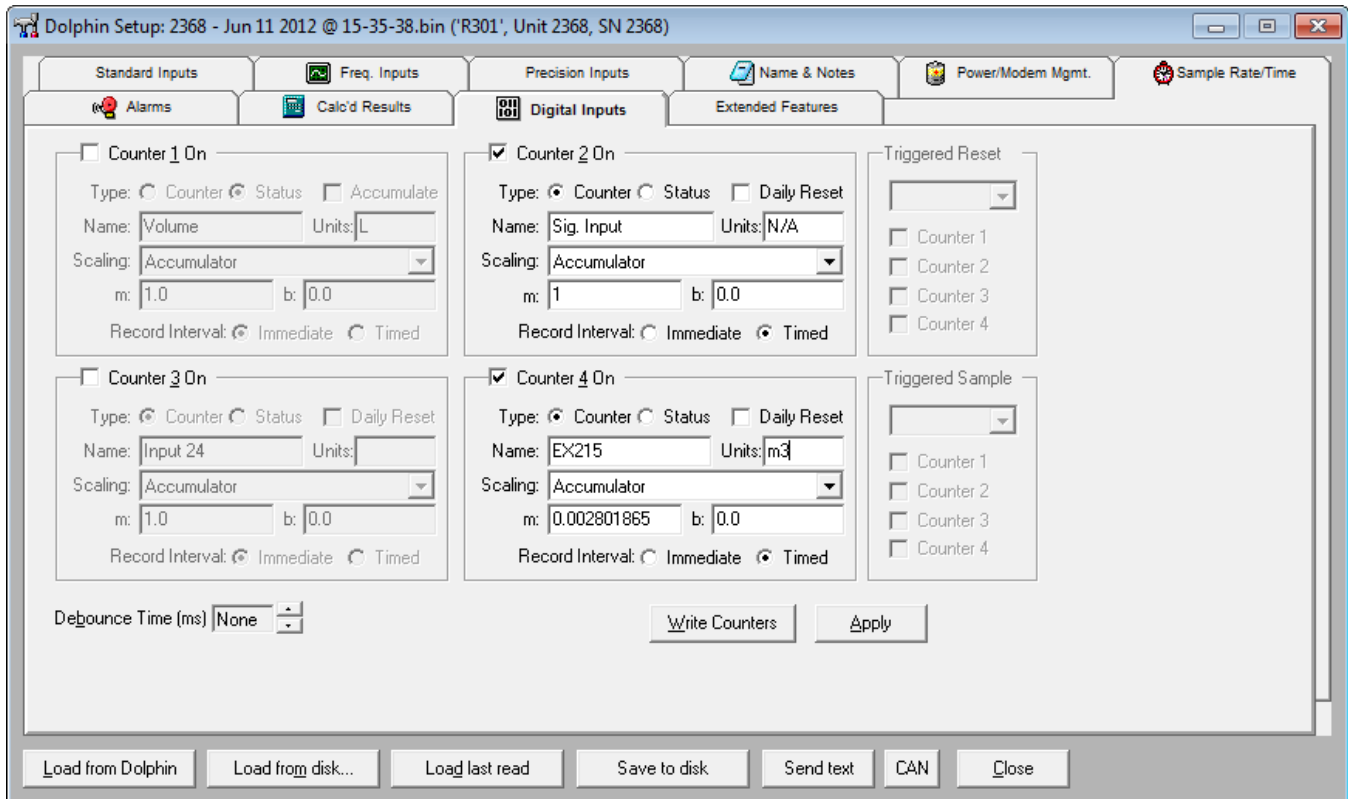 Dolphin Setup: 2368 - Jun 11 2012 @ 15-35-38.bin ('R301', Unit 2368, SN 2368)
Standard Inputs Freq. Inputs Precision Inputs Name & Notes Power/Modem Mgmt. Sample Rate/Time
Alarms Calc'd Results Digital Inputs Extended Features
Counter 1 On
Type: Counter Status Accumulate
Name: Volume Units: L
Scaling: Accumulator
m: 1.0 b: 0.0
Record Interval: Immediate Timed
Counter 2 On
Type: Counter Status Daily Reset
Name: Sig. Input Units: N/A
Scaling: Accumulator
m: 1 b: 0.0
Record Interval: Immediate Timed
Triggered Reset
Counter 1
Counter 2
Counter 3
Counter 4
Counter 3 On
Type: Counter Status Daily Reset
Name: Input 24 Units:
Scaling: Accumulator
m: 1.0 b: 0.0
Record Interval: Immediate Timed
Counter 4 On
Type: Counter Status Daily Reset
Name: EX215 Units: m3
Scaling: Accumulator
m: 0.002801865 b: 0.0
Record Interval: Immediate Timed
Triggered Sample
Counter 1
Counter 2
Counter 3
Counter 4
Debounce Time (ms) None
Write Counters Apply
Load from Dolphin Load from disk... Load last read Save to disk Send text CAN Close